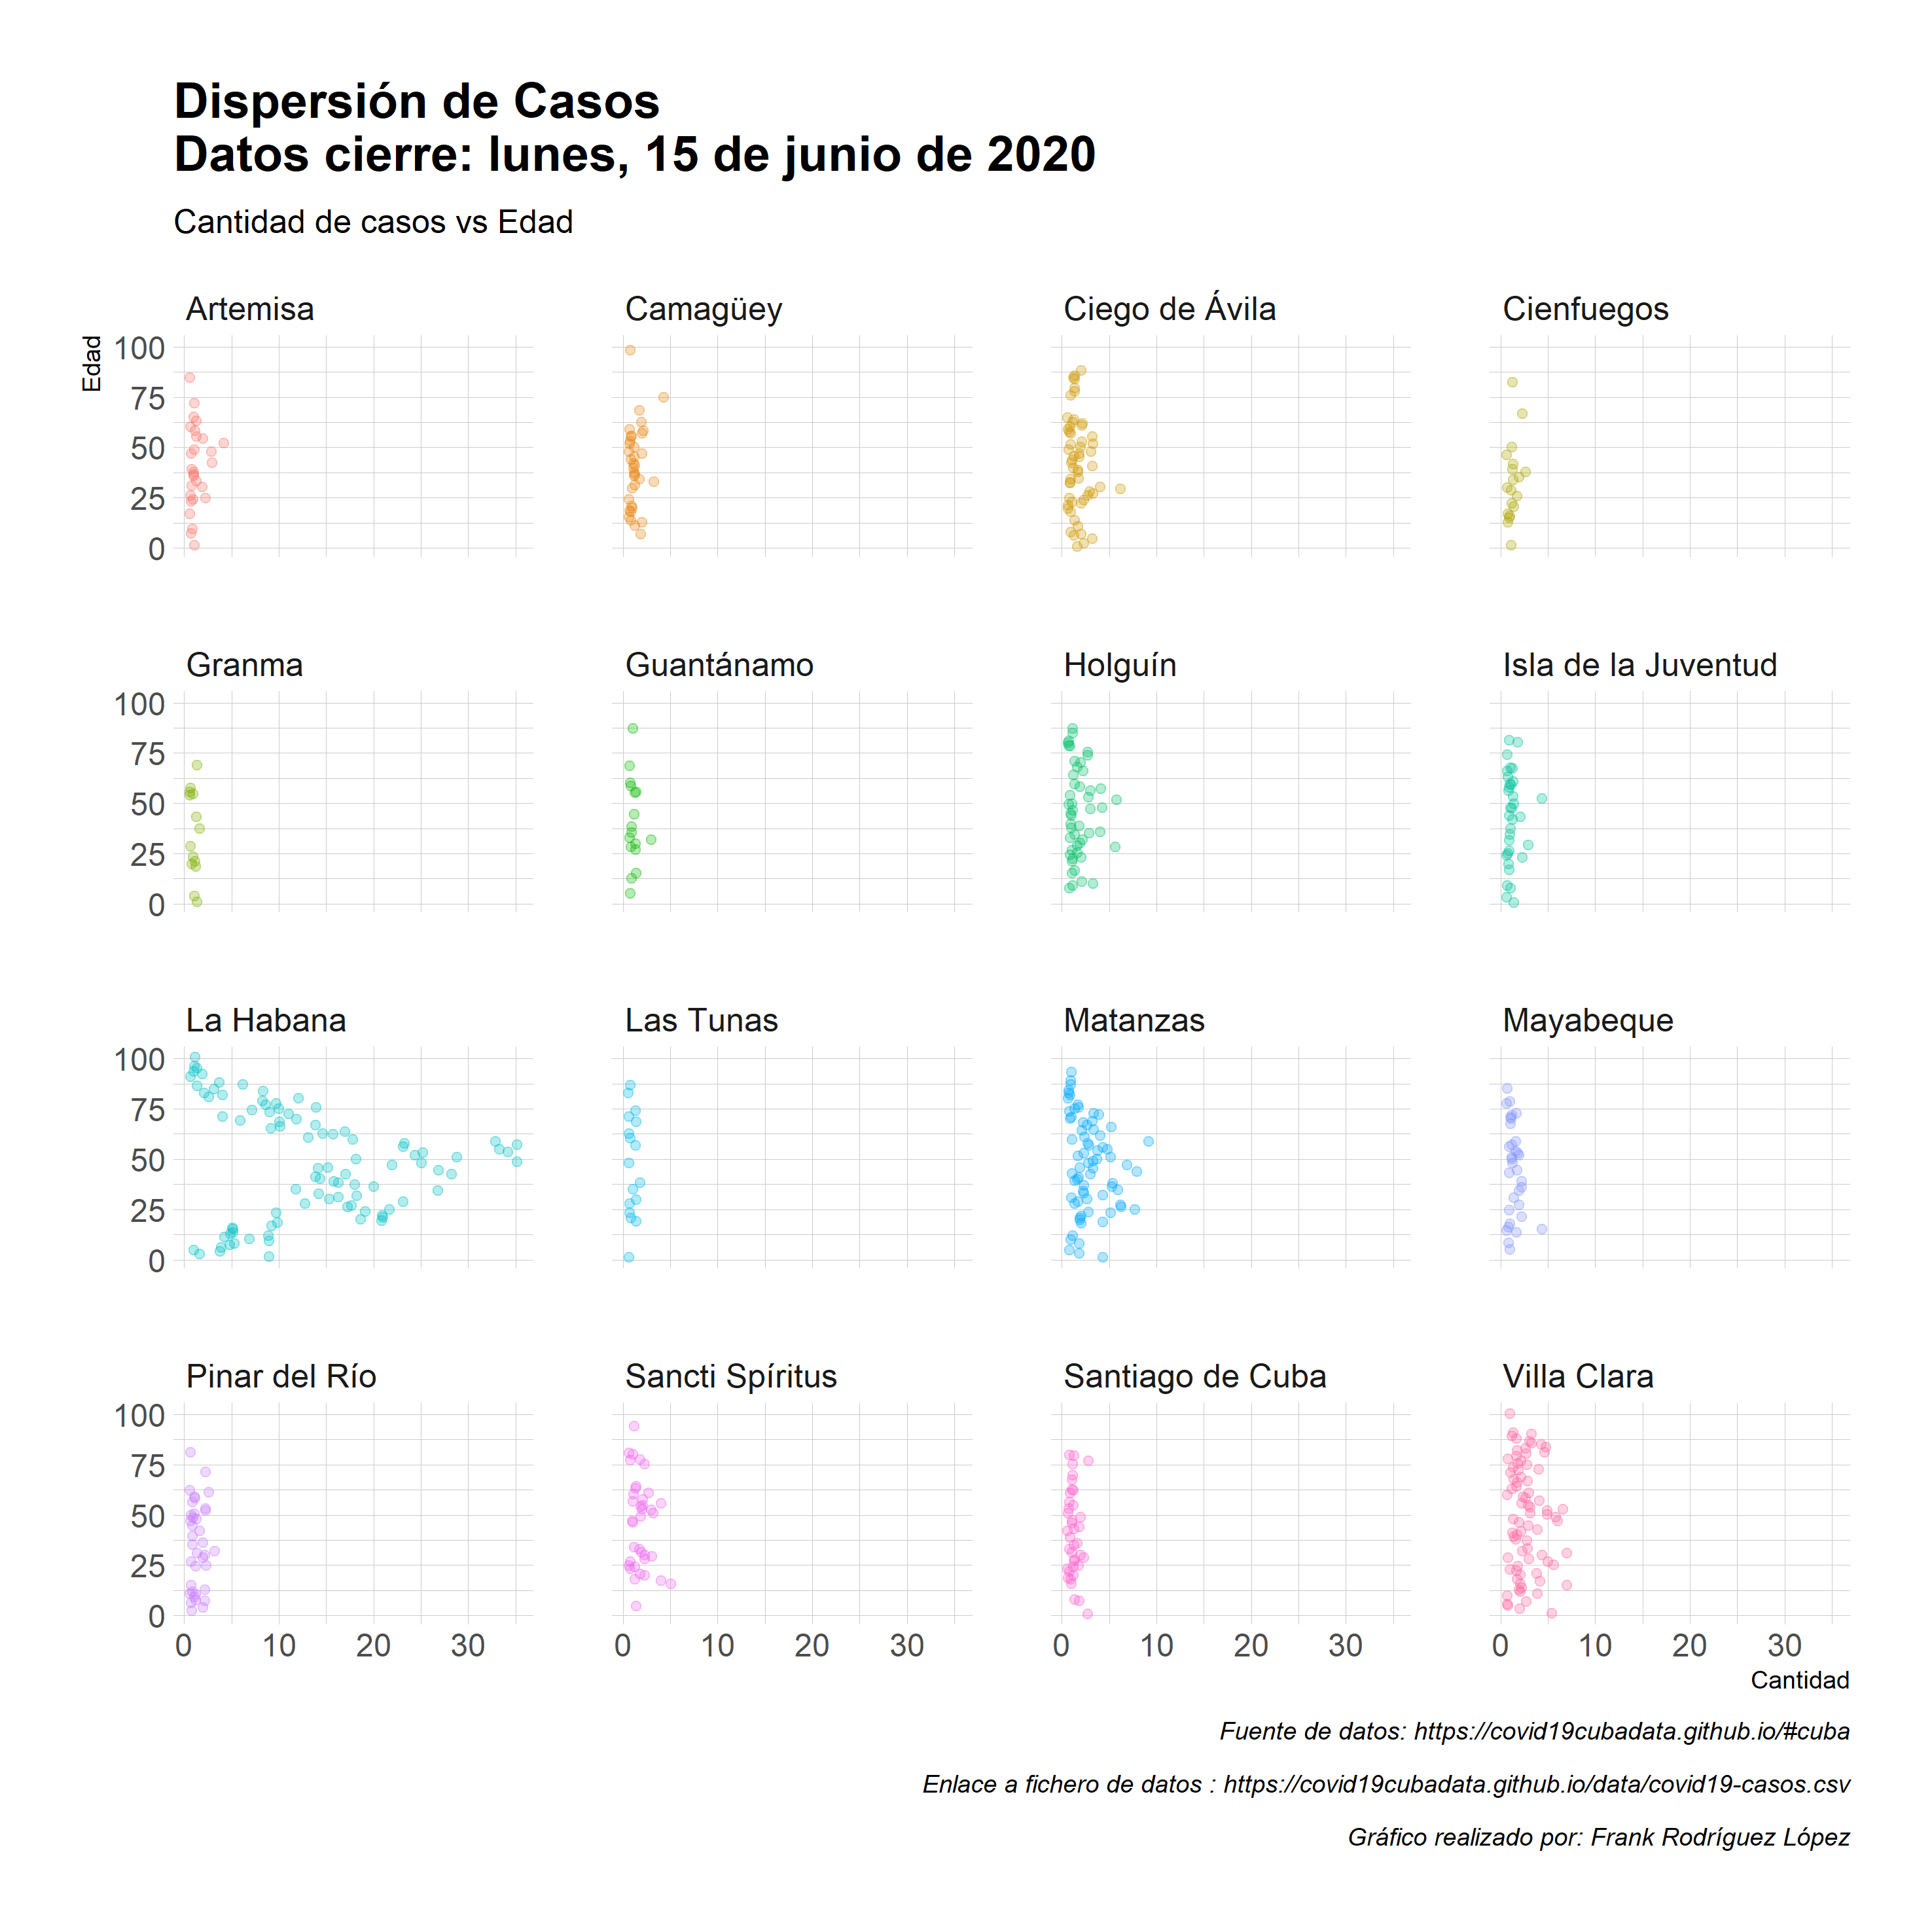 Dispersión de Casos
Datos cierre: lunes, 15 de junio de 2020
Cantidad de casos vs Edad
Artemisa
Camagüey
Ciego de Ávila
Cienfuegos
Edad
100
75
50
25
0
Granma
Guantánamo
Holguín
Isla de la Juventud
100
75
50
25
0
La Habana
Las Tunas
Matanzas
Mayabeque
100
75
50
25
0
Pinar del Río
Sancti Spíritus
Santiago de Cuba
Villa Clara
100
75
50
25
0
0 10 20 30
0 10 20 30
0 10 20 30
0 10 20 30
Cantidad
Fuente de datos: https://covid19cubadata.github.io/#cuba
Enlace a fichero de datos : https://covid19cubadata.github.io/data/covid19-casos.csv
Gráfico realizado por: Frank Rodríguez López